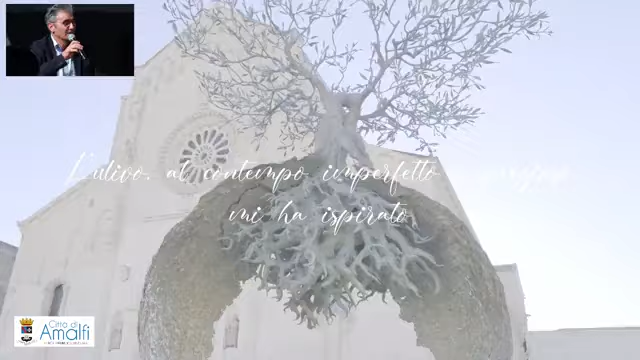 L'ulivo, al contempo imperfetto
mi ha ispirato
Città di
Amalfi